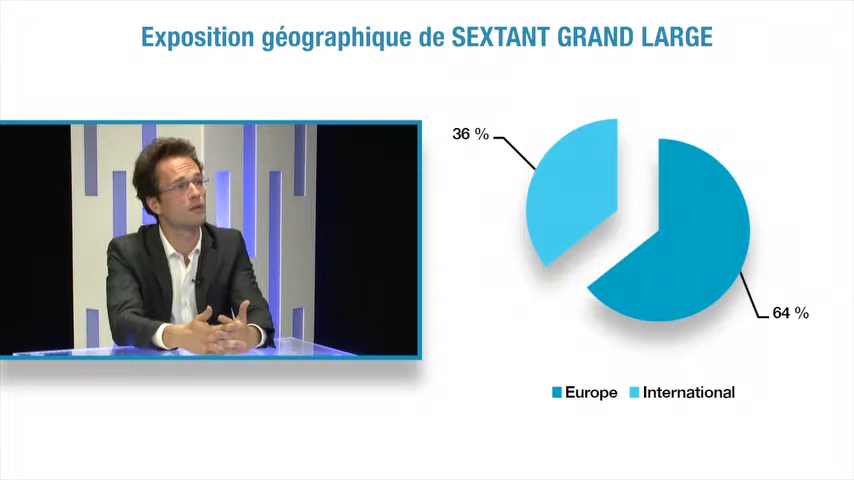 Exposition géographique de SEXTANT GRAND LARGE
36 %
64 %
Europe International